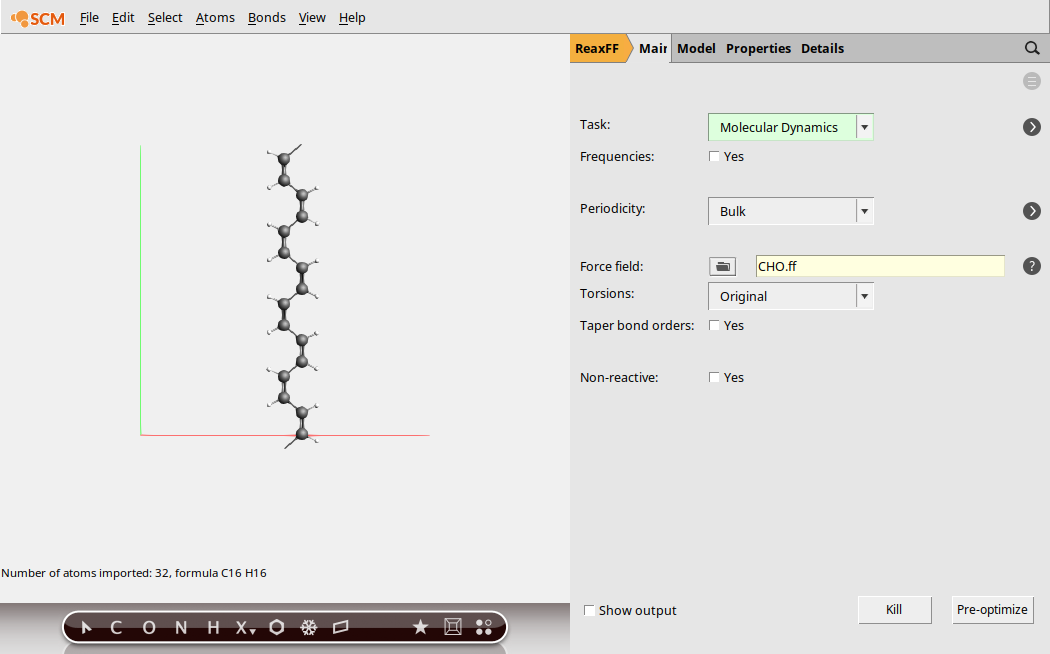 SCM File Edit Select Atoms Bonds View Help
ReaxFF Main Model Properties Details
Task: Molecular Dynamics
Frequencies: Yes
Periodicity: Bulk
Force field: CHO.ff
Torsions: Original
Taper bond orders: Yes
Non-reactive: Yes
Number of atoms imported: 32, formula C16 H16
Show output Kill Pre-optimize
C O N H X